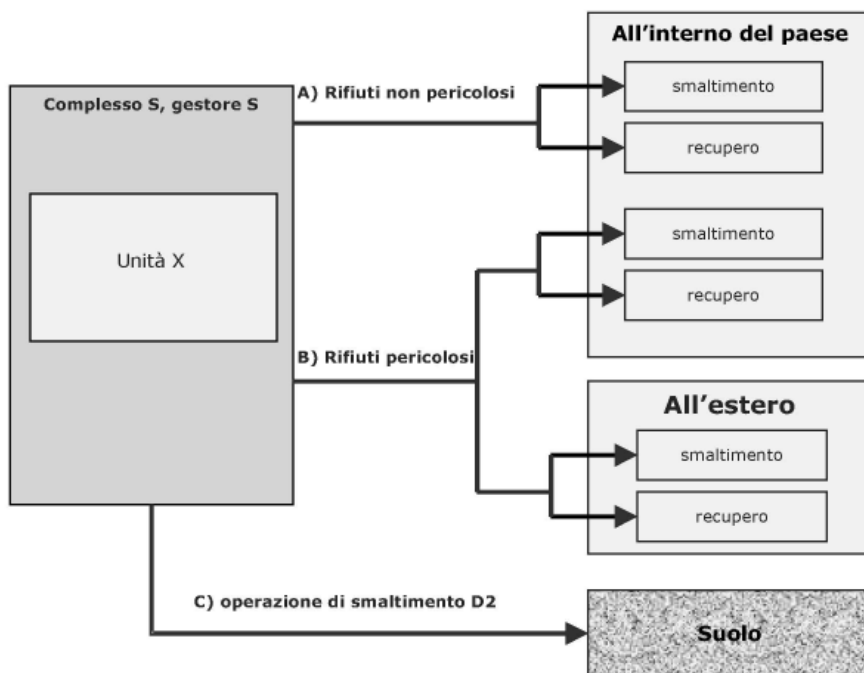 All'interno del paese
A) Rifiuti non pericolosi
smaltimento
Complesso S, gestore S
recupero
smaltimento
Unità X
recupero
B) Rifiuti pericolosi
All'estero
smaltimento
recupero
C) operazione di smaltimento D2
Suolo